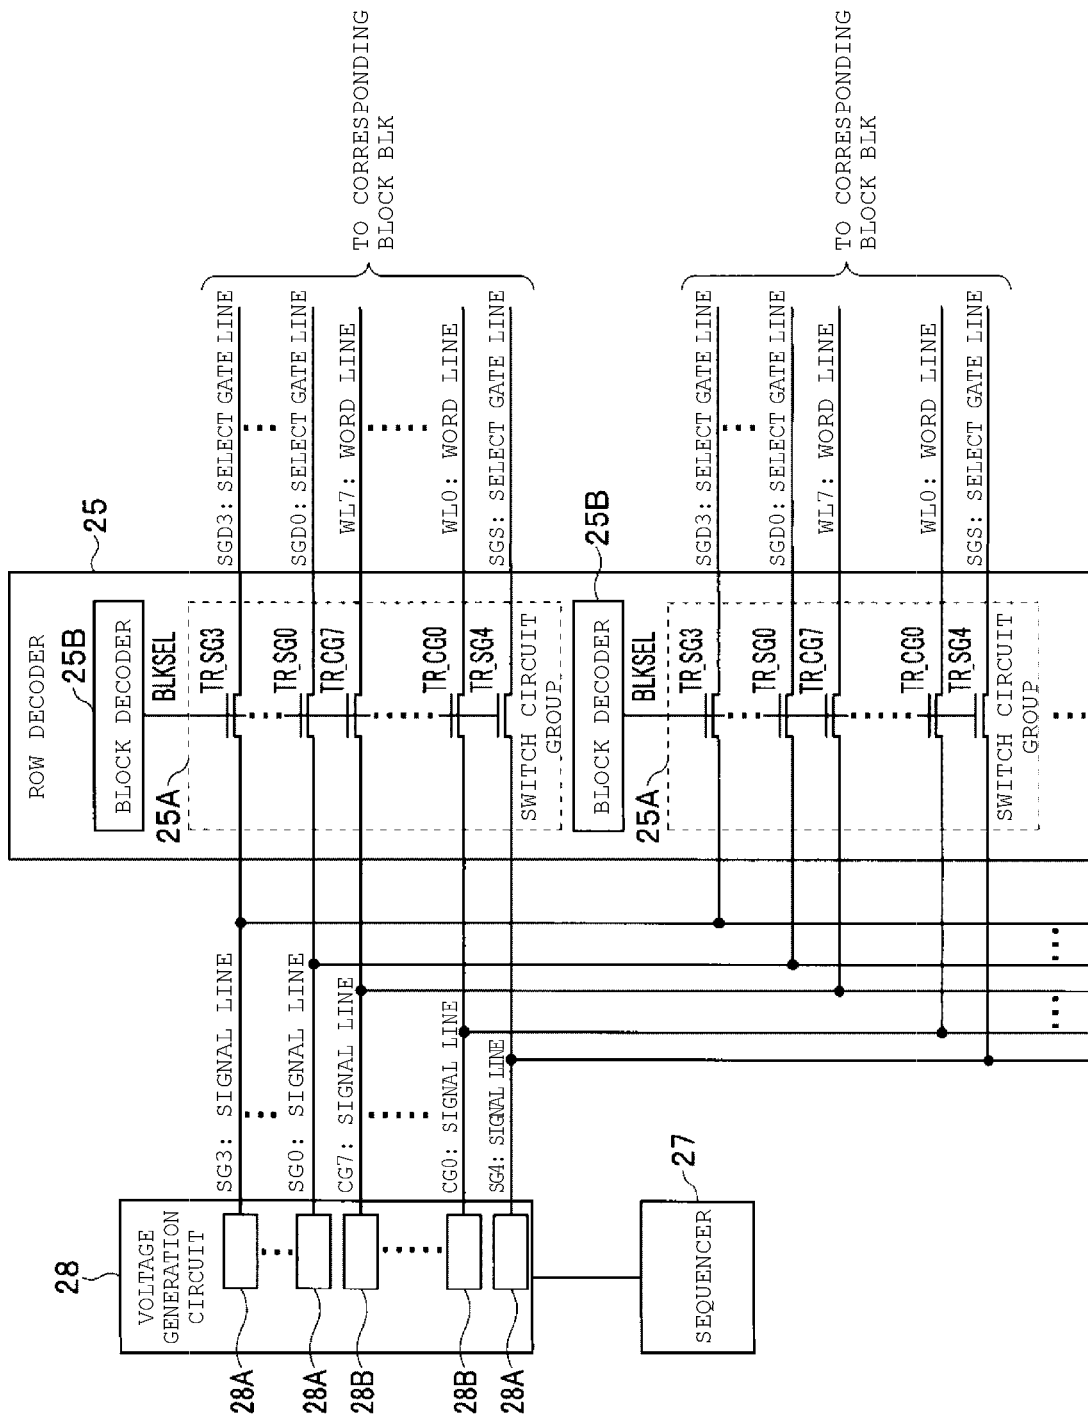 ROW DECODER
25
25B
BLOCK DECODER
BLKSEL
25A
TR_SG3
TR_SG0
TR_CG7
TR_CG0
TR_SG4
SWITCH CIRCUIT
GROUP
SGD3: SELECT GATE LINE
SGD0: SELECT GATE LINE
WL7: WORD LINE
WL0: WORD LINE
SGS: SELECT GATE LINE
TO CORRESPONDING
BLOCK BLK
25B
BLOCK DECODER
BLKSEL
25A
TR_SG3
TR_SG0
TR_CG7
TR_CG0
TR_SG4
SWITCH CIRCUIT
GROUP
SGD3: SELECT GATE LINE
SGD0: SELECT GATE LINE
WL7: WORD LINE
WL0: WORD LINE
SGS: SELECT GATE LINE
TO CORRESPONDING
BLOCK BLK
SG3: SIGNAL LINE
SG0: SIGNAL LINE
CG7: SIGNAL LINE
CG0: SIGNAL LINE
SG4: SIGNAL LINE
28
VOLTAGE
GENERATION
CIRCUIT
28A
28A
28B
28B
28A
27
SEQUENCER